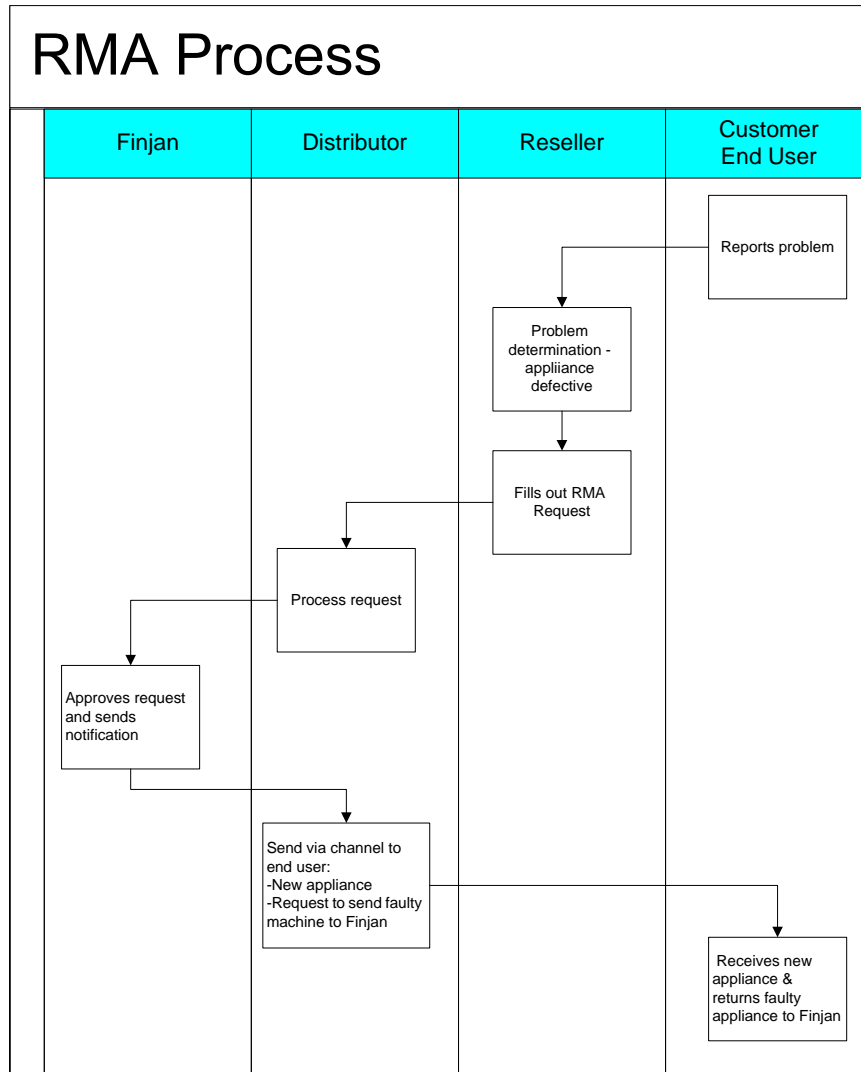 RMA Process
Finjan
Distributor
Reseller
Customer
End User
Reports problem
Problem
determination -
appliiance
defective
Fills out RMA
Request
Process request
Approves request
and sends
notification
Send via channel to
end user:
-New appliance
-Request to send faulty
machine to Finjan
Receives new
appliance &
returns faulty
appliance to Finjan